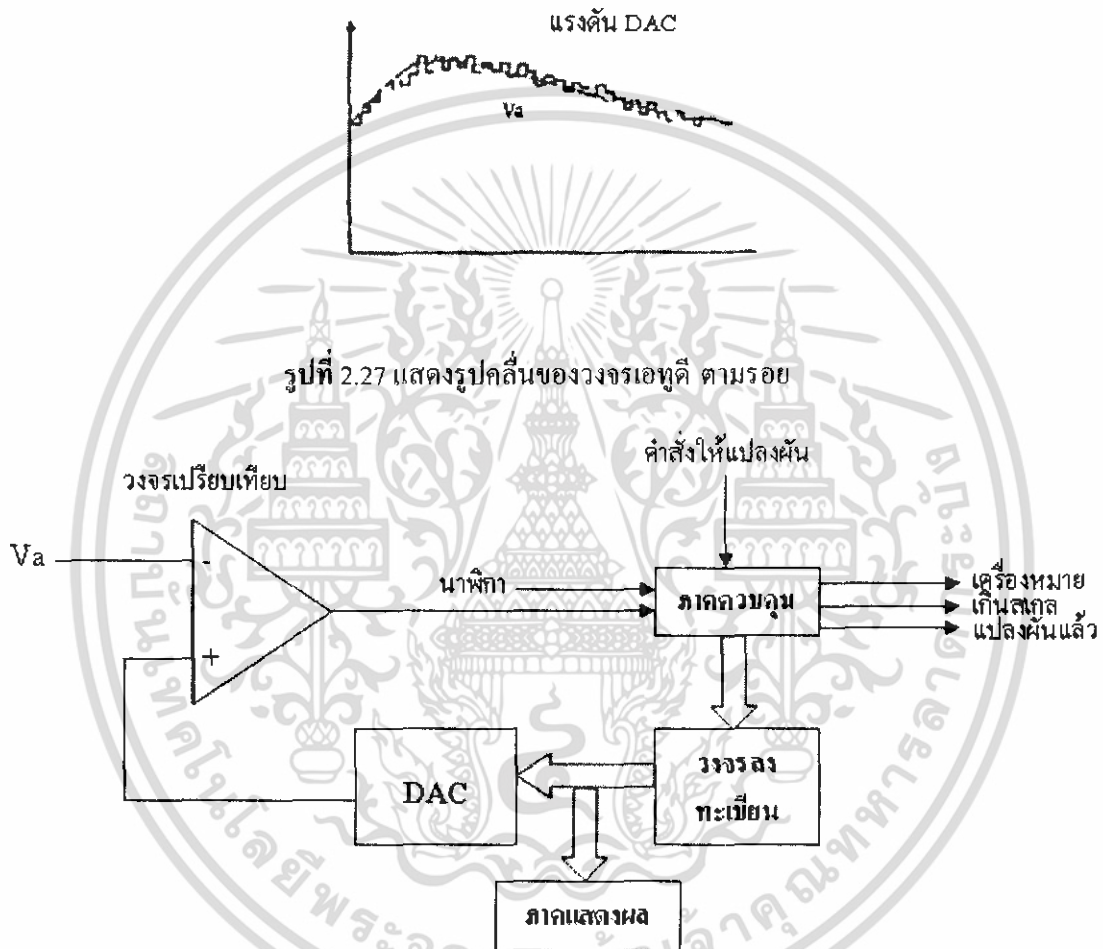 แรงดัน DAC
Va
รูปที่ 2.27 แสดงรูปคลื่นของวงจรเอทูดี ตามรอย
คำสั่งให้แปลงผัน
วงจรเปรียบเทียบ
Va
-
+
นาฬิกา
ภาคควบคุม
เครื่องหมาย
เกินสเกล
แปลงผันแล้ว
DAC
วงจรลง
ทะเบียน
ภาคแสดงผล